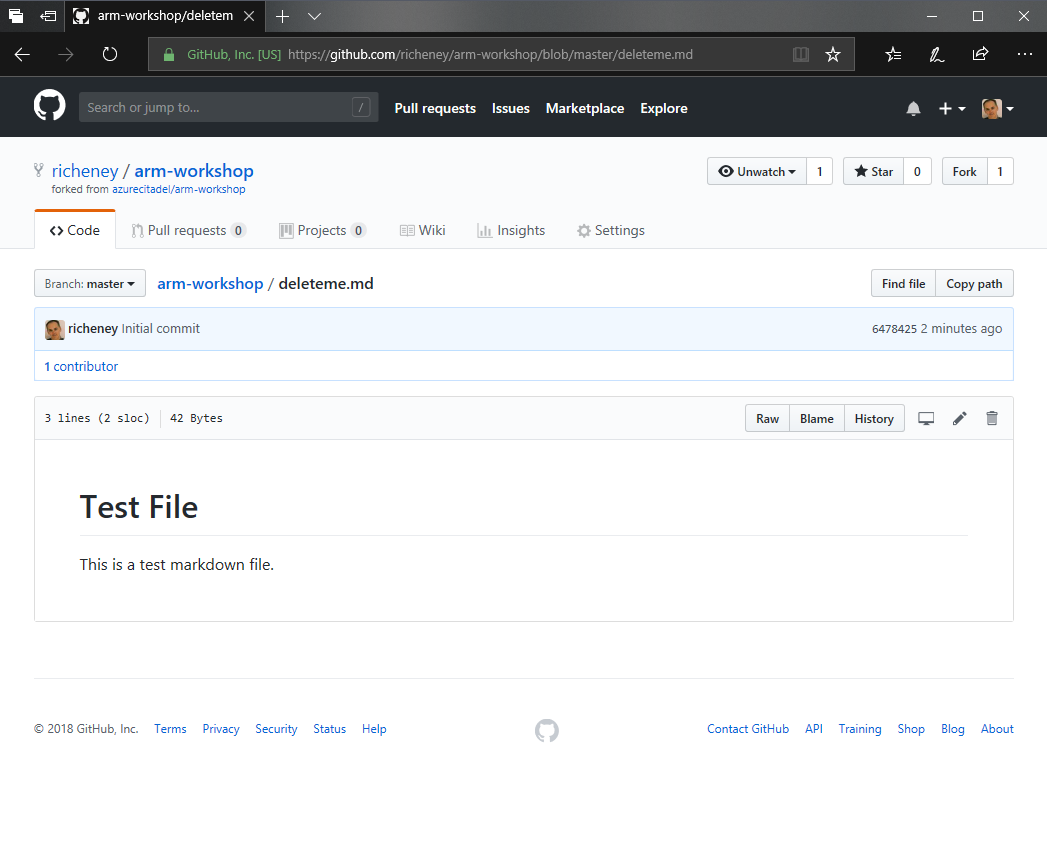 arm-workshop/deletem
GitHub, Inc. [US] https://github.com/richeney/arm-workshop/blob/master/deleteme.md
Search or jump to... / Pull requests Issues Marketplace Explore
richeney / arm-workshop Unwatch 1 Star 0 Fork 1
forked from azurecitadel/arm-workshop
Code Pull requests 0 Projects 0 Wiki Insights Settings
Branch: master arm-workshop / deleteme.md Find file Copy path
richeney Initial commit 6478425 2 minutes ago
1 contributor
3 lines (2 sloc) 42 Bytes Raw Blame History
Test File
This is a test markdown file.
© 2018 GitHub, Inc. Terms Privacy Security Status Help Contact GitHub API Training Shop Blog About